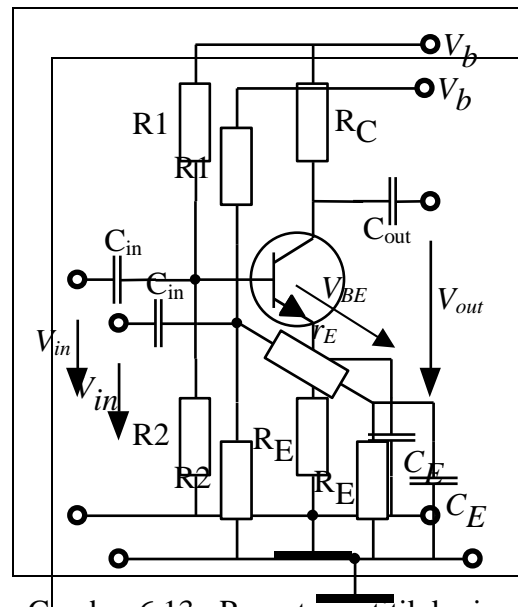 V_b
V_b
R1
R_C
R1
C_out
C_in
C_in
V_BE
V_out
r_E
V_in
V_in
R2
R_E
R2
R_E
C_E
C_E